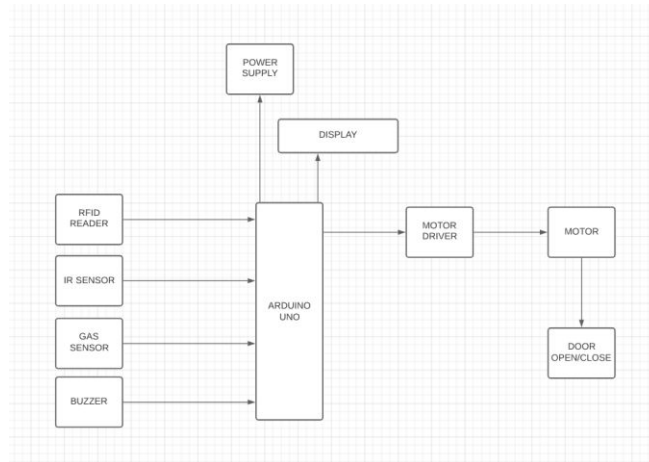 POWER
SUPPLY
DISPLAY
RFID
READER
MOTOR
DRIVER
MOTOR
IR SENSOR
ARDUINO
UNO
GAS
SENSOR
DOOR
OPEN/CLOSE
BUZZER